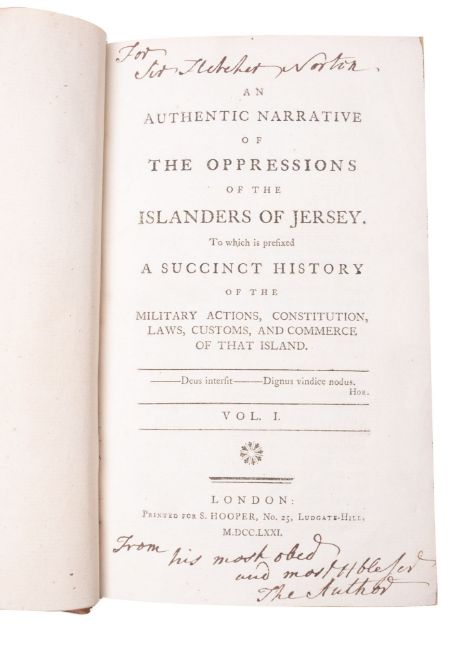 For
Sir Fletcher Norton.
AN
AUTHENTIC NARRATIVE
OF
THE OPPRESSIONS
OF THE
ISLANDERS OF JERSEY.
To which is prefixed
A SUCCINCT HISTORY
OF THE
MILITARY ACTIONS, CONSTITUTION,
LAWS, CUSTOMS, AND COMMERCE
OF THAT ISLAND.
——Deus intersit——Dignus vindice nodus.
HOR.
VOL. I.
LONDON:
PRINTED FOR S. HOOPER, No. 25, LUDGATE-HILL,
M.DCC.LXXI.
From
his most obed
and most Hble Ser
The Author